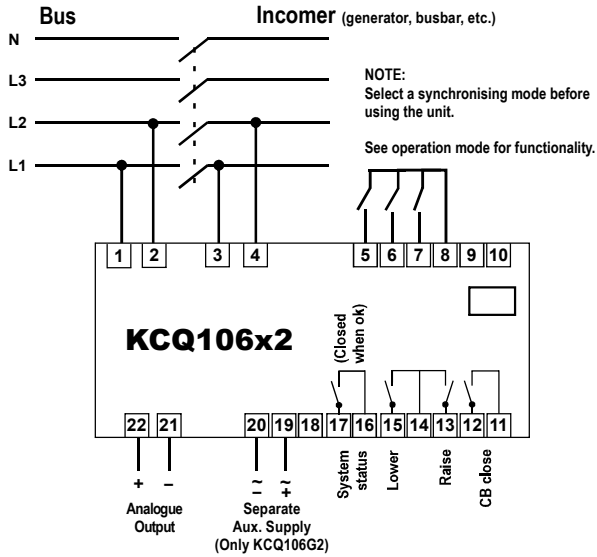 Bus
Incomer (generator, busbar, etc.)
N
L3
L2
L1
NOTE:
Select a synchronising mode before
using the unit.
See operation mode for functionality.
1 2 3 4 5 6 7 8 9 10
KCQ106x2
(Closed
when ok)
22 21 20 19 18 17 16 15 14 13 12 11
+ – ~ ~
– +
Analogue
Output
Separate
Aux. Supply
(Only KCQ106G2)
System
status
Lower
Raise
CB close